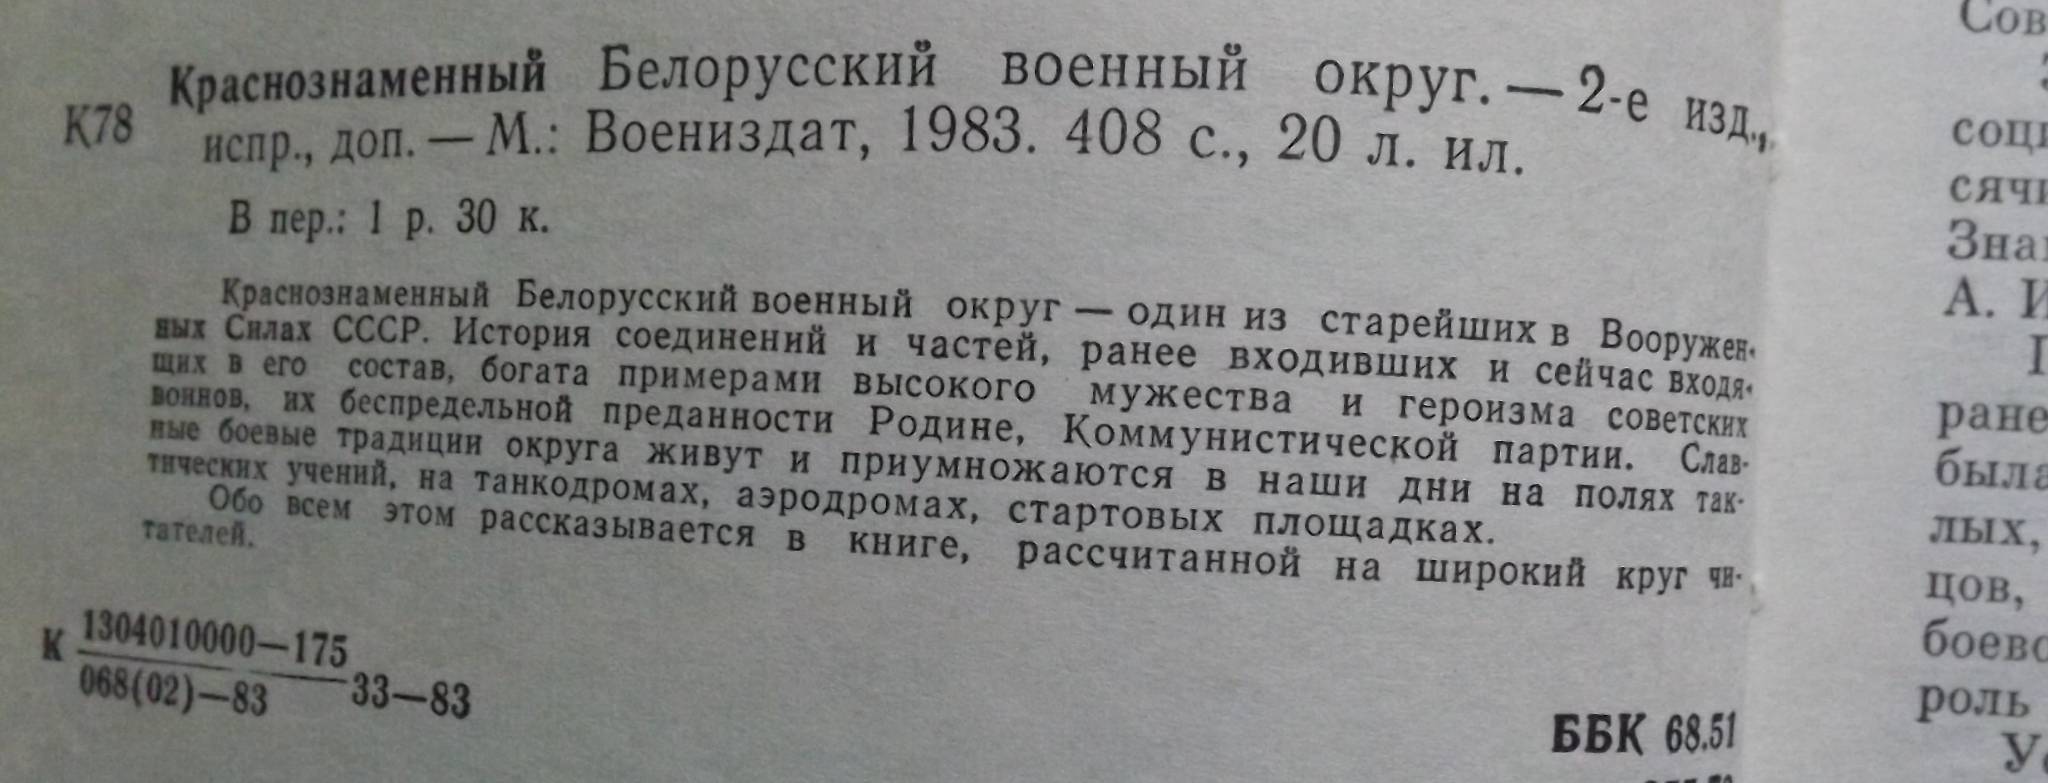 Краснознаменный Белорусский военный округ. — 2-е изд.,
К78 испр., доп. — М.: Воениздат, 1983. 408 с., 20 л. ил.
В пер.: 1 р. 30 к.
Краснознаменный Белорусский военный округ — один из старейших в Вооружен-
ных Силах СССР. История соединений и частей, ранее входивших и сейчас входя-
щих в его состав, богата примерами высокого мужества и героизма советских
воинов, их беспредельной преданности Родине, Коммунистической партии. Слав-
ные боевые традиции округа живут и приумножаются в наши дни на полях так-
тических учений, на танкодромах, аэродромах, стартовых площадках.
Обо всем этом рассказывается в книге, рассчитанной на широкий круг чи-
тателей.
К 1304010000—175
068(02)—83 33—83
ББК 68.51
Сов
соци
сячи
Зна
А. И
ране
была
лых,
цов,
боево
роль